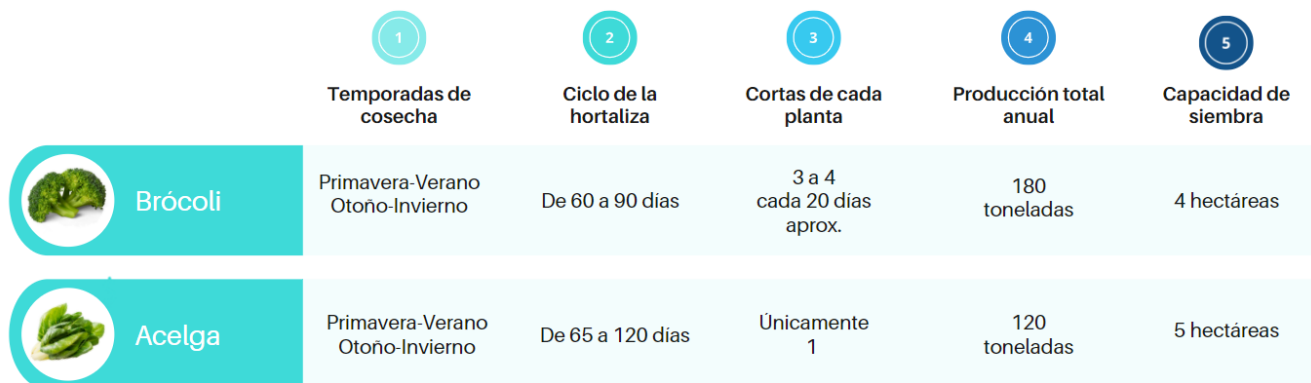 1
2
3
4
5
Temporadas de
cosecha
Ciclo de la
hortaliza
Cortas de cada
planta
Producción total
anual
Capacidad de
siembra
Brócoli
Primavera-Verano
Otoño-Invierno
De 60 a 90 días
3 a 4
cada 20 días
aprox.
180
toneladas
4 hectáreas
Acelga
Primavera-Verano
Otoño-Invierno
De 65 a 120 días
Únicamente
1
120
toneladas
5 hectáreas